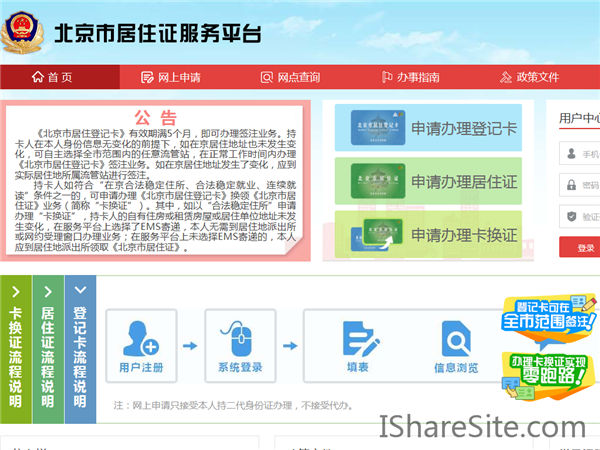 北京市居住证服务平台
首 页
网上申请
网点查询
办事指南
政策文件
公 告
《北京市居住登记卡》有效期满5个月，即可办理签注业务。持
卡人在本人身份信息无变化的前提下，如在京居住地址也未发生变
化，可自主选择全市范围内的任意流管站，在正常工作时间内办理
《北京市居住登记卡》签注业务。如在京居住地址发生了变化，应到
实际居住地所属流管站进行签注。
持卡人如符合“在京合法稳定住所、合法稳定就业、连续就
读”条件之一的，可申请办理《北京市居住登记卡》换领《北京市居
住证》业务（简称“卡换证”）。其中，如以“合法稳定住所”申请
办理“卡换证”，持卡人的自有住房或租赁房屋或居住单位地址未发
生变化，在服务平台上选择了EMS寄递的，本人无需到居住地派出所
或网约受理窗口办理业务；在服务平台上未选择EMS寄递的，本人
应到居住地派出所领取《北京市居住证》。
申请办理登记卡
申请办理居住证
申请办理卡换证
用户中心
手机
密码
验证
登录
卡换证流程说明
居住证流程说明
登记卡流程说明
用户注册
系统登录
填表
信息浏览
登记卡可在
全市范围签注!
办理卡换证实现
零跑路!
注：网上申请只接受本人持二代身份证办理，不接受代办。
IShareSite.com